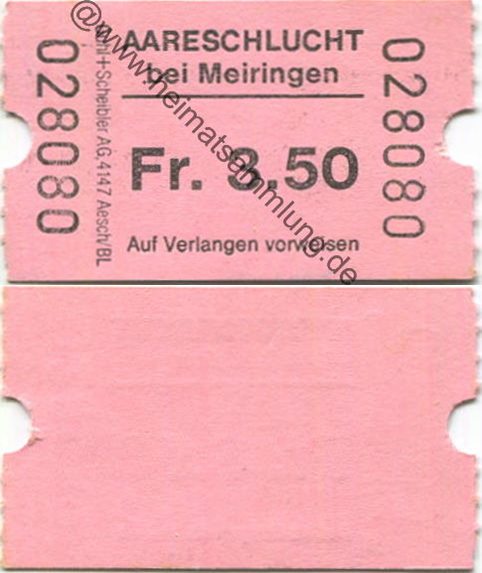 AARESCHLUCHT
bei Meiringen
Fr. 3.50
Auf Verlangen vorweisen
028080
+Scheibler AG, 4147 Aesch/BL
028080
@www.heimatsammlung.de